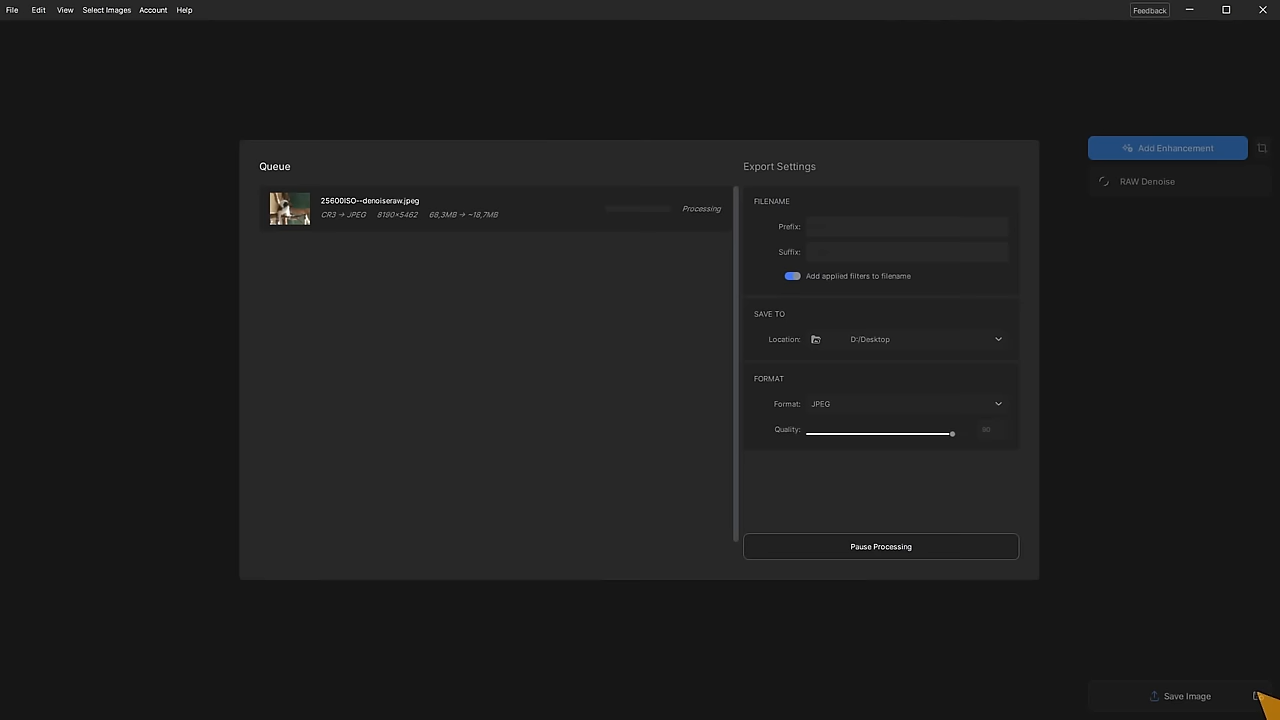 File Edit View Select Images Account Help Feedback
Queue
25600ISO--denoiseraw.jpeg
CR3 → JPEG 8190×5462 68,3MB → ~18,7MB
Processing
Export Settings
FILENAME
Prefix:
Suffix:
Add applied filters to filename
SAVE TO
Location: D:/Desktop
FORMAT
Format: JPEG
Quality:
Pause Processing
Add Enhancement
RAW Denoise
Save Image